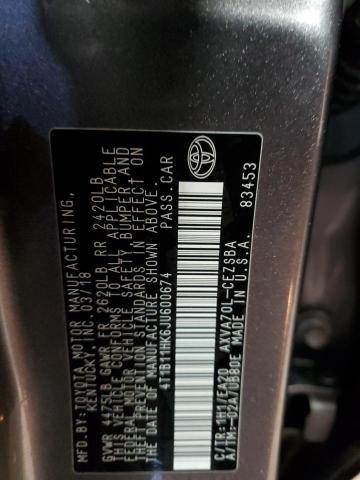 MFD.BY:TOYOTA MOTOR MANUFACTURING,
KENTUCKY, INC. 03/18
GVWR 4475LB GAWR FR 2620LB RR 2420LB
THIS VEHICLE CONFORMS TO ALL APPLICABLE
FEDERAL MOTOR VEHICLE SAFETY, BUMPER AND
THEFT PREVENTION STANDARDS IN EFFECT ON
THE DATE OF MANUFACTURE SHOWN ABOVE.
4T1B11HK6JU600674 PASS.CAR
C/TR:1H1/EA20 AXVA70L-CEZSBA
A/TM:-02A/UB80E MADE IN U.S.A.
83453